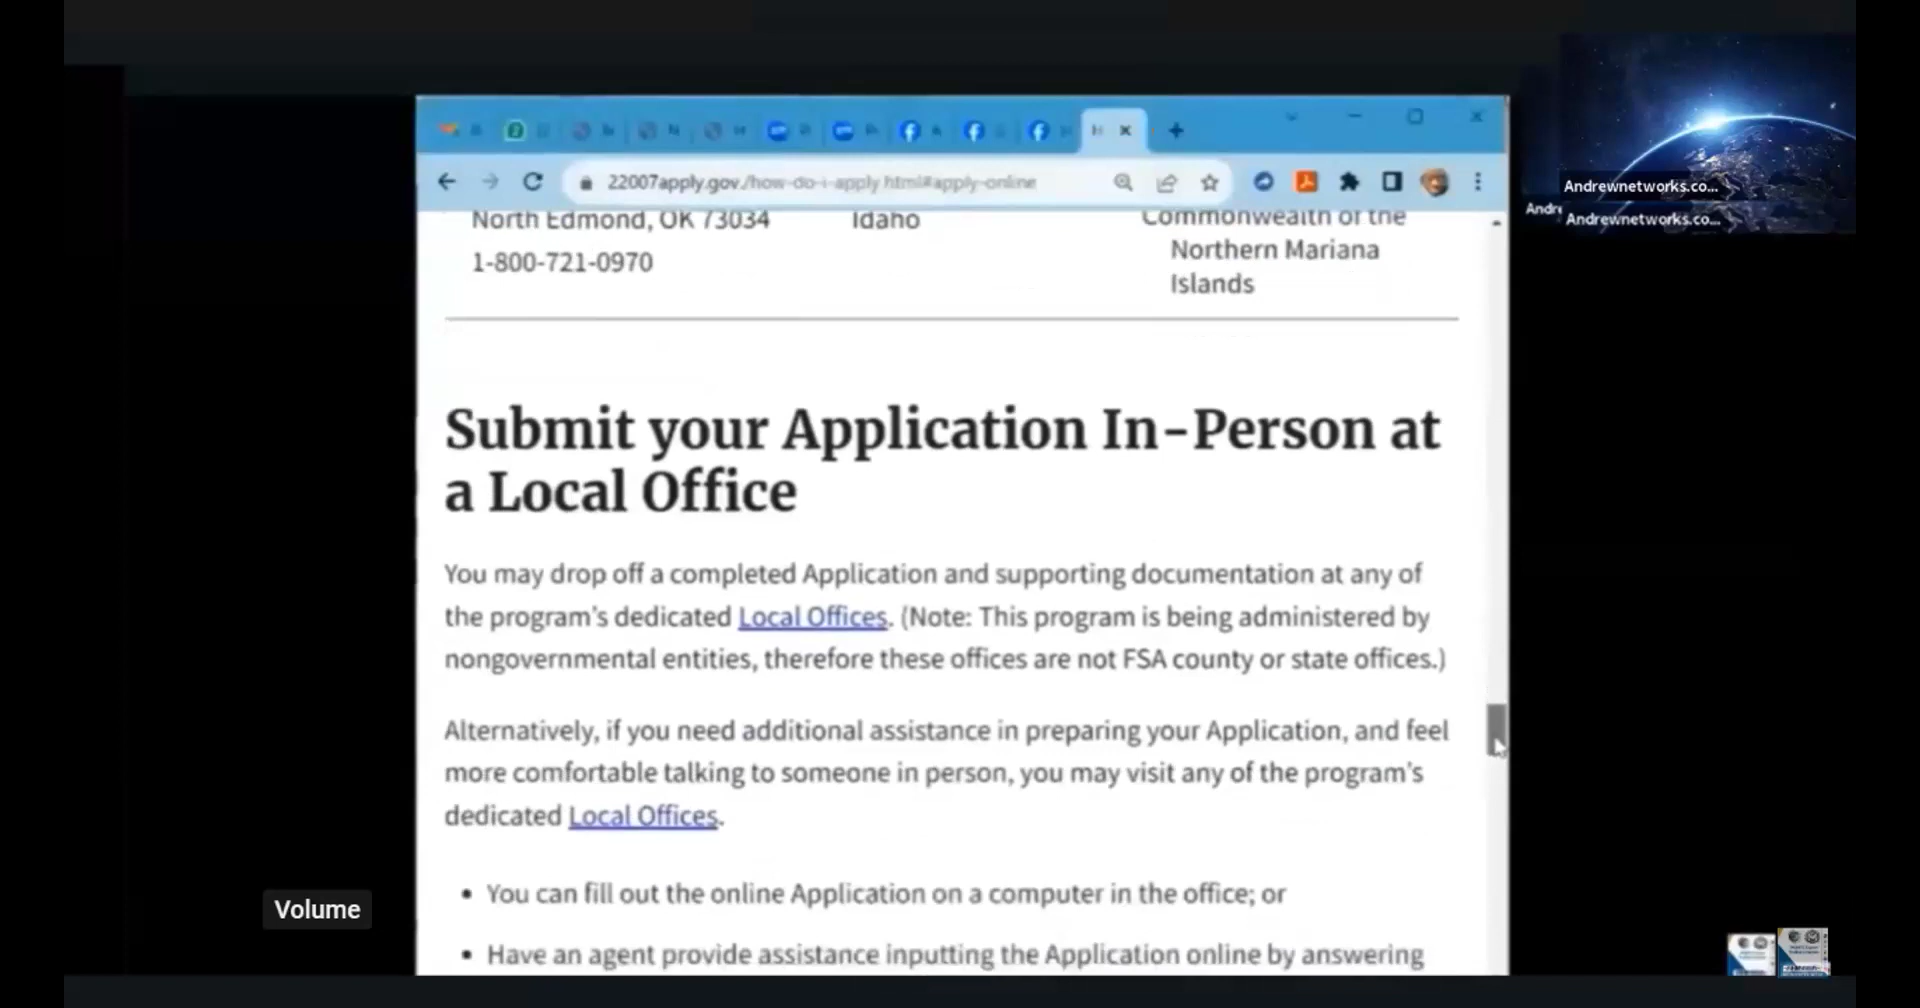 22007apply.gov./how-do-i-apply.html#apply-online
Andrewnetworks.co...
Andre
Andrewnetworks.co...
North Edmond, OK 73034
1-800-721-0970
Idaho
Commonwealth of the
Northern Mariana
Islands
Submit your Application In-Person at
a Local Office
You may drop off a completed Application and supporting documentation at any of
the program's dedicated Local Offices. (Note: This program is being administered by
nongovernmental entities, therefore these offices are not FSA county or state offices.)
Alternatively, if you need additional assistance in preparing your Application, and feel
more comfortable talking to someone in person, you may visit any of the program's
dedicated Local Offices.
• You can fill out the online Application on a computer in the office; or
• Have an agent provide assistance inputting the Application online by answering
Volume